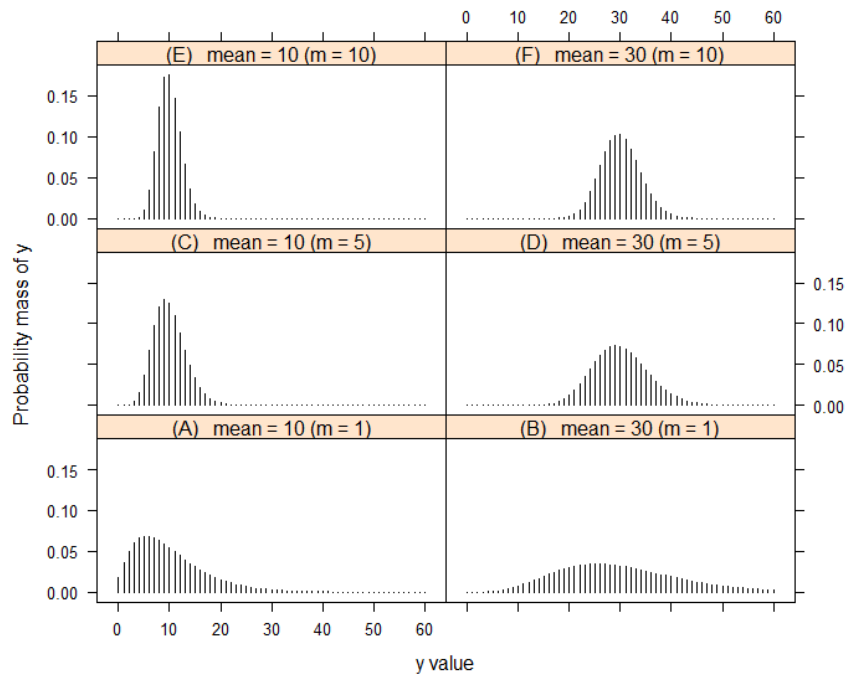 0 10 20 30 40 50 60
(E) mean = 10 (m = 10)
(F) mean = 30 (m = 10)
0.15
0.10
0.05
0.00
(C) mean = 10 (m = 5)
(D) mean = 30 (m = 5)
0.15
0.10
0.05
0.00
(A) mean = 10 (m = 1)
(B) mean = 30 (m = 1)
0.15
0.10
0.05
0.00
0 10 20 30 40 50 60
Probability mass of y
y value